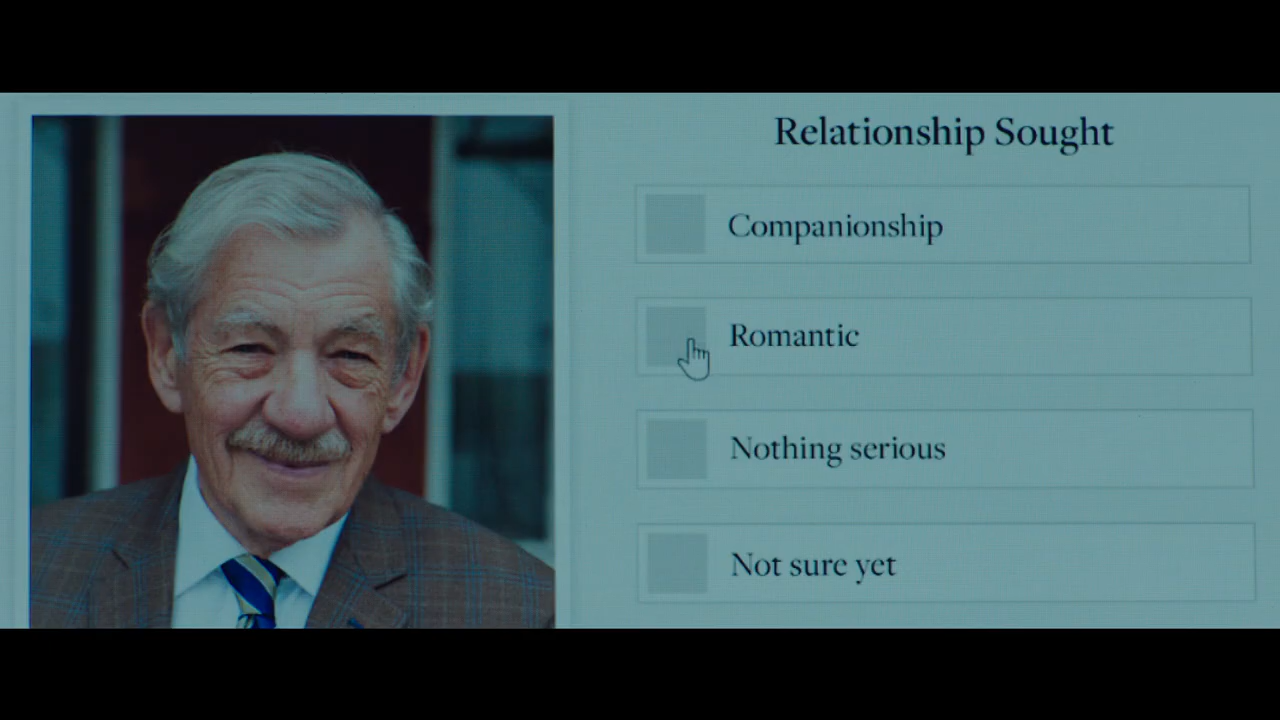 Relationship Sought
Companionship
Romantic
Nothing serious
Not sure yet